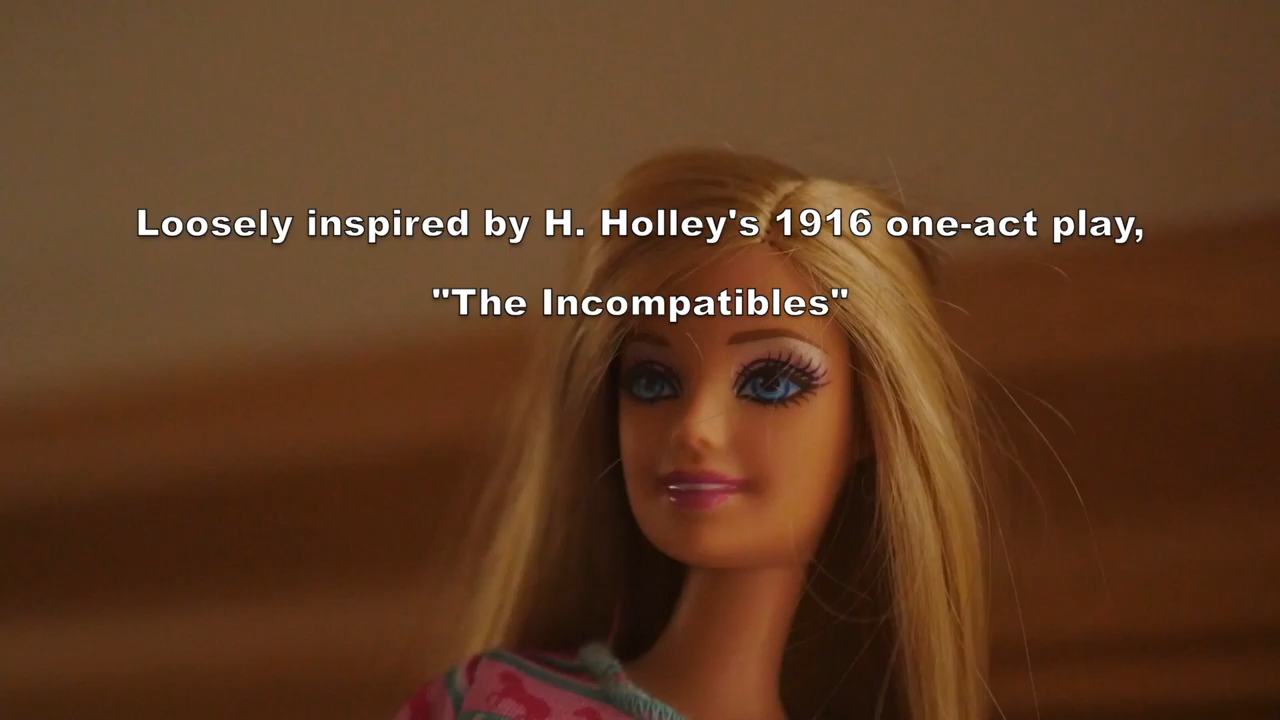 Loosely inspired by H. Holley's 1916 one-act play,
"The Incompatibles"